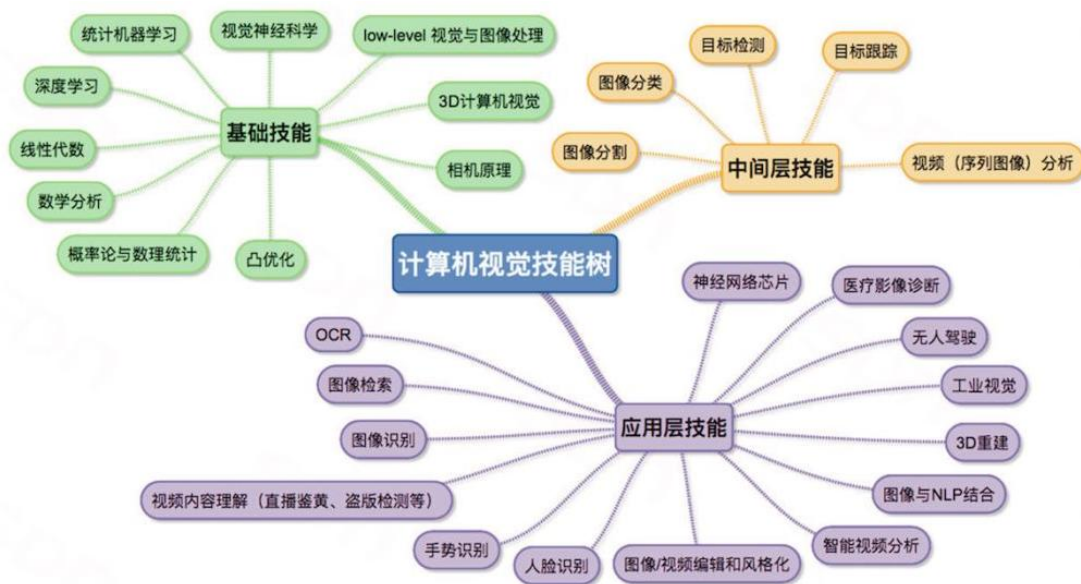 统计机器学习
视觉神经科学
low-level 视觉与图像处理
深度学习
3D计算机视觉
基础技能
线性代数
相机原理
数学分析
概率论与数理统计
凸优化
目标检测
目标跟踪
图像分类
图像分割
中间层技能
视频（序列图像）分析
计算机视觉技能树
神经网络芯片
医疗影像诊断
OCR
无人驾驶
图像检索
工业视觉
应用层技能
图像识别
3D重建
视频内容理解（直播鉴黄、盗版检测等）
图像与NLP结合
手势识别
人脸识别
图像/视频编辑和风格化
智能视频分析